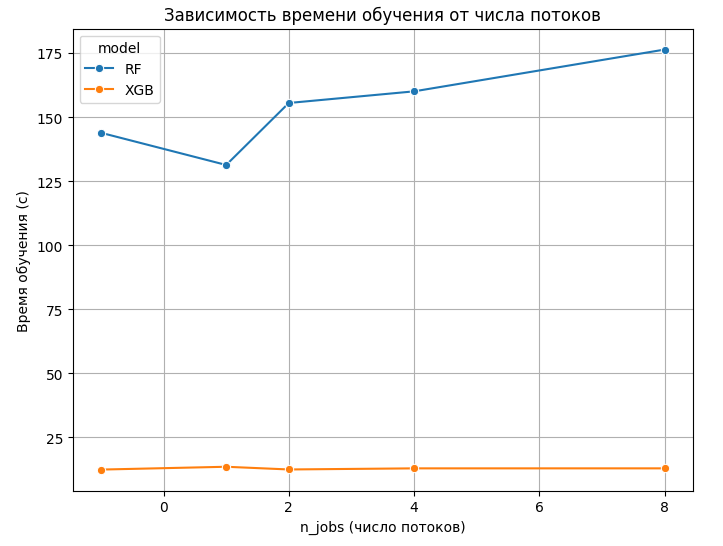 Зависимость времени обучения от числа потоков
model
RF
XGB
Время обучения (с)
175
150
125
100
75
50
25
0 2 4 6 8
n_jobs (число потоков)